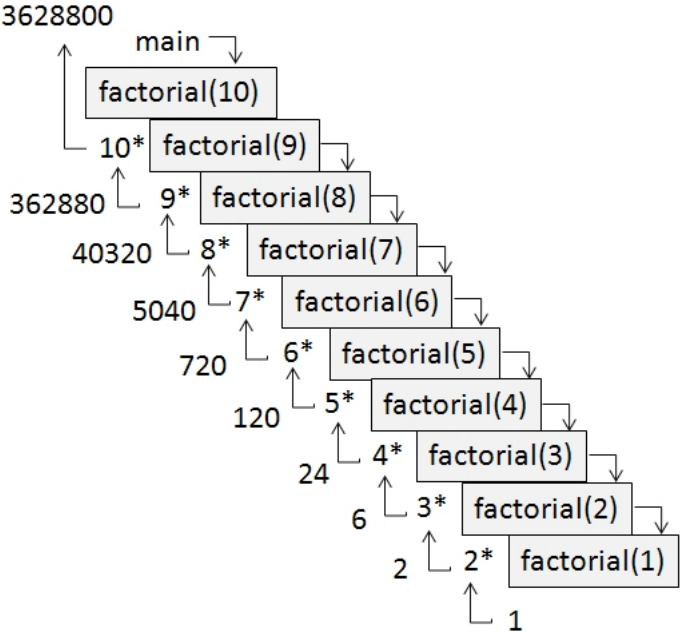 3628800
main
factorial(10)
10* factorial(9)
362880 9* factorial(8)
40320 8* factorial(7)
5040 7* factorial(6)
720 6* factorial(5)
120 5* factorial(4)
24 4* factorial(3)
6 3* factorial(2)
2 2* factorial(1)
1